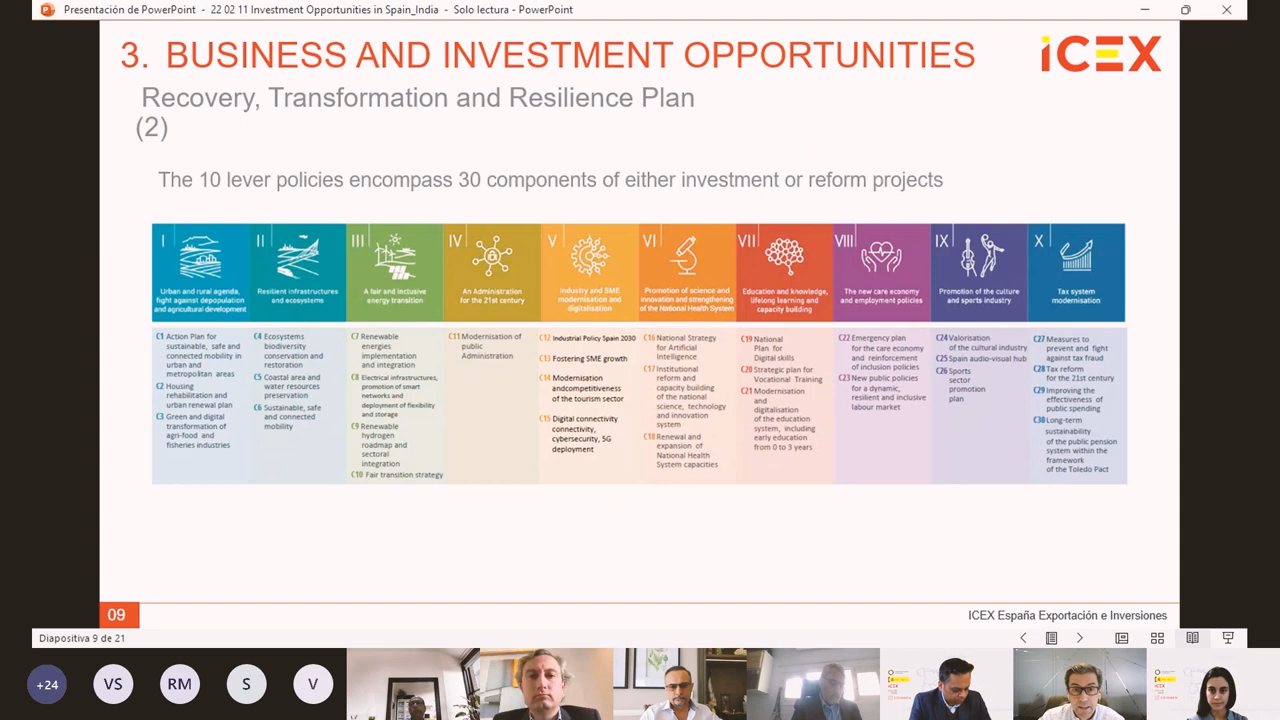 Presentación de PowerPoint - 22 02 11 Investment Opportunities in Spain_India - Solo lectura - PowerPoint
3. BUSINESS AND INVESTMENT OPPORTUNITIES
iCEX
Recovery, Transformation and Resilience Plan
(2)
The 10 lever policies encompass 30 components of either investment or reform projects
I
Urban and rural agenda,
fight against depopulation
and agricultural development
II
Resilient infrastructures
and ecosystems
III
A fair and inclusive
energy transition
IV
An Administration
for the 21st century
V
Industry and SME
modernisation and
digitalisation
VI
Promotion of science and
innovation and strengthening
of the National Health System
VII
Education and knowledge,
lifelong learning and
capacity building
VIII
The new care economy
and employment policies
IX
Promotion of the culture
and sports industry
X
Tax system
modernisation
C1 Action Plan for
sustainable, safe and
connected mobility in
urban and
metropolitan areas
C2 Housing
rehabilitation and
urban renewal plan
C3 Green and digital
transformation of
agri-food and
fisheries industries
C4 Ecosystems
biodiversity
conservation and
restoration
C5 Coastal area and
water resources
preservation
C6 Sustainable, safe
and connected
mobility
C7 Renewable
energies
implementation
and integration
C8 Electrical infrastructures,
promotion of smart
networks and
deployment of flexibility
and storage
C9 Renewable
hydrogen
roadmap and
sectoral
integration
C10 Fair transition strategy
C11 Modernisation of
public
Administration
C12 Industrial Policy Spain 2030
C13 Fostering SME growth
C14 Modernisation
andcompetitiveness
of the tourism sector
C15 Digital connectivity
connectivity,
cybersecurity, 5G
deployment
C16 National Strategy
for Artificial
Intelligence
C17 Institutional
reform and
capacity building
of the national
science, technology
and innovation
system
C18 Renewal and
expansion of
National Health
System capacities
C19 National
Plan for
Digital skills
C20 Strategic plan for
Vocational Training
C21 Modernisation
and
digitalisation
of the education
system, including
early education
from 0 to 3 years
C22 Emergency plan
for the care economy
and reinforcement
of inclusion policies
C23 New public policies
for a dynamic,
resilient and inclusive
labour market
C24 Valorisation
of the cultural industry
C25 Spain audio-visual hub
C26 Sports
sector
promotion
plan
C27 Measures to
prevent and fight
against tax fraud
C28 Tax reform
for the 21st century
C29 Improving the
effectiveness of
public spending
C30 Long-term
sustainability
of the public pension
system within the
framework
of the Toledo Pact
09
ICEX España Exportación e Inversiones
Diapositiva 9 de 21
+24
VS
RM
S
V